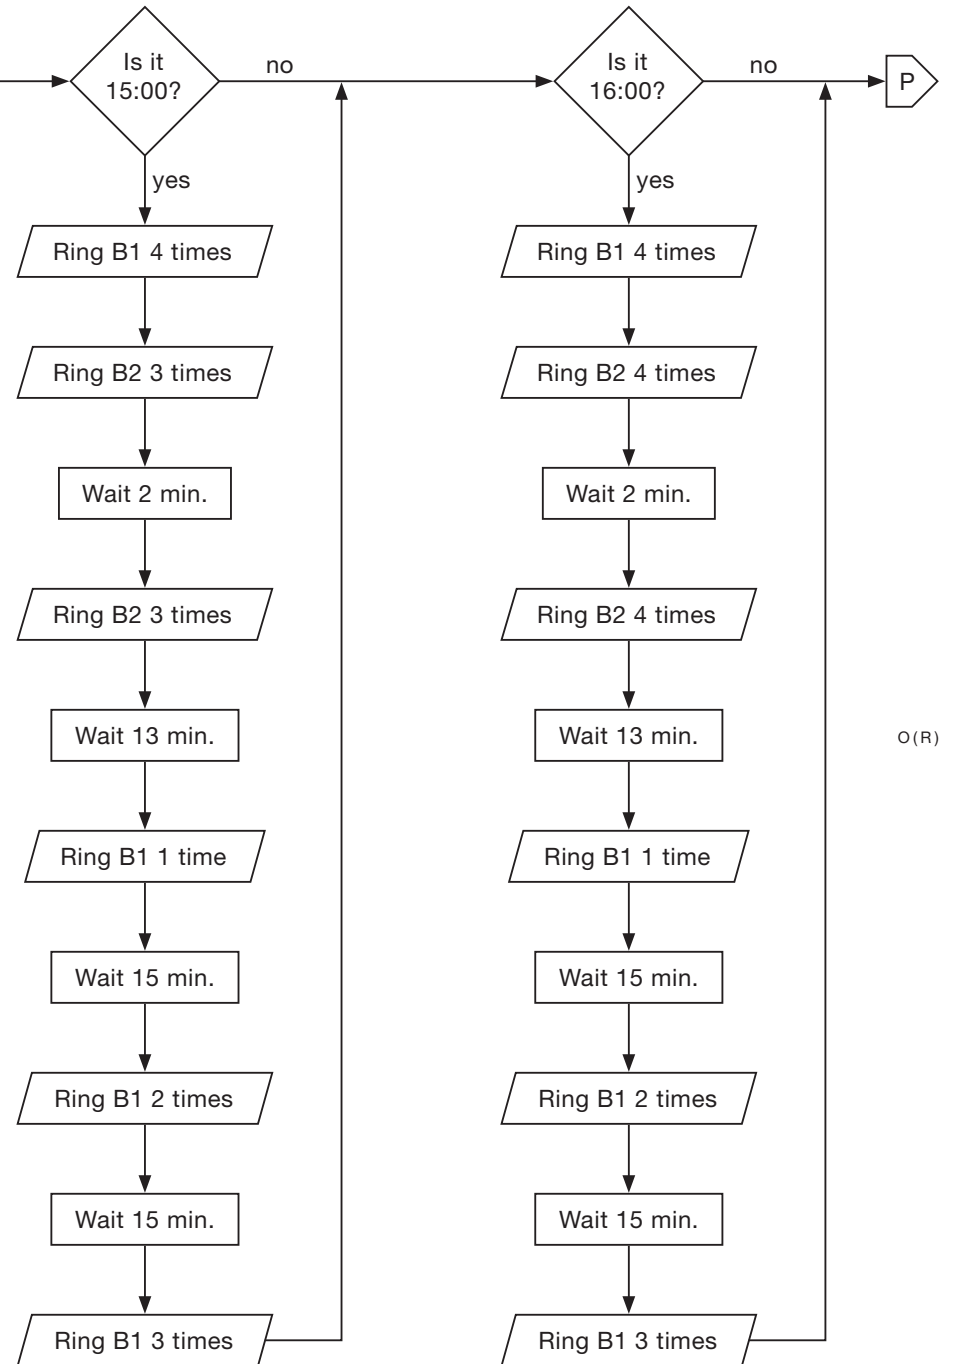 Is it
15:00?
no
yes
Ring B1 4 times
Ring B2 3 times
Wait 2 min.
Ring B2 3 times
Wait 13 min.
Ring B1 1 time
Wait 15 min.
Ring B1 2 times
Wait 15 min.
Ring B1 3 times
Is it
16:00?
no
yes
Ring B1 4 times
Ring B2 4 times
Wait 2 min.
Ring B2 4 times
Wait 13 min.
Ring B1 1 time
Wait 15 min.
Ring B1 2 times
Wait 15 min.
Ring B1 3 times
P
O(R)